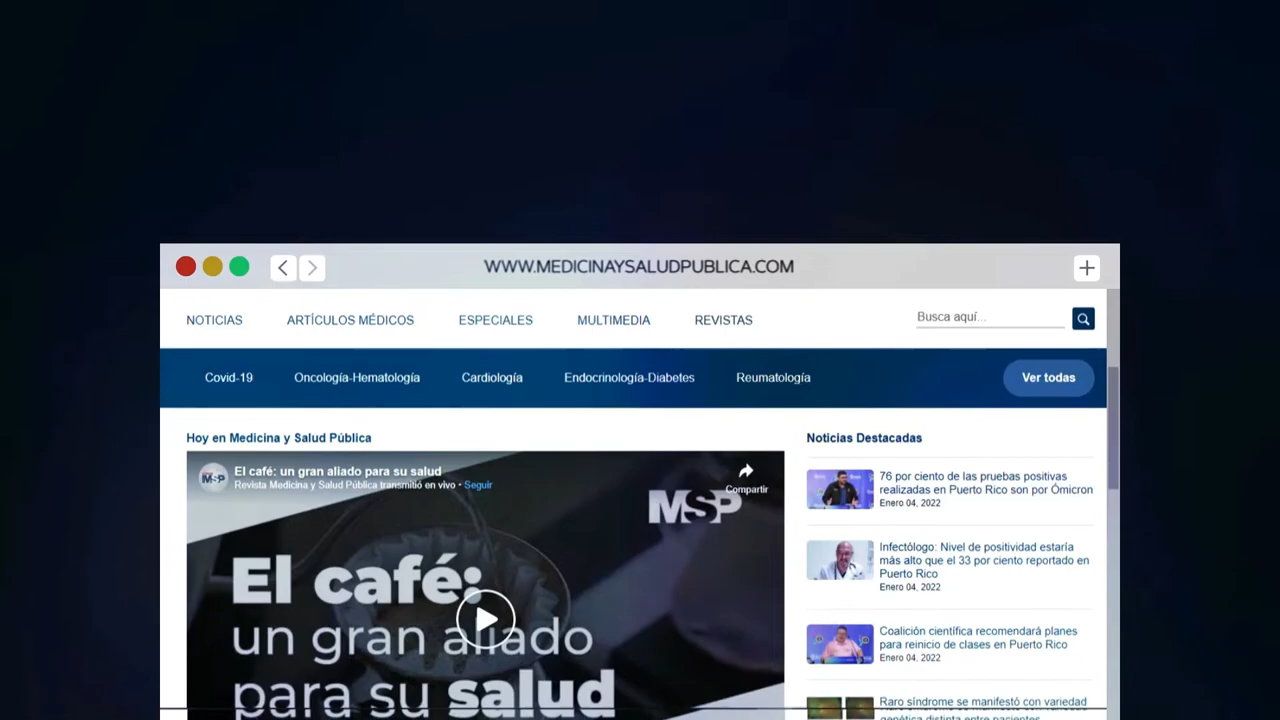 WWW.MEDICINAYSALUDPUBLICA.COM
NOTICIAS ARTÍCULOS MÉDICOS ESPECIALES MULTIMEDIA REVISTAS Busca aquí...
Covid-19 Oncología-Hematología Cardiología Endocrinología-Diabetes Reumatología Ver todas
Hoy en Medicina y Salud Pública
MSP
El café: un gran aliado para su salud
Revista Medicina y Salud Pública transmitió en vivo · Seguir
Compartir
MSP
El café:
un gran aliado
para su salud
Noticias Destacadas
76 por ciento de las pruebas positivas
realizadas en Puerto Rico son por Ómicron
Enero 04, 2022
Infectólogo: Nivel de positividad estaría
más alto que el 33 por ciento reportado en
Puerto Rico
Enero 04, 2022
Coalición científica recomendará planes
para reinicio de clases en Puerto Rico
Enero 04, 2022
Raro síndrome se manifestó con variedad
genética distinta entre pacientes